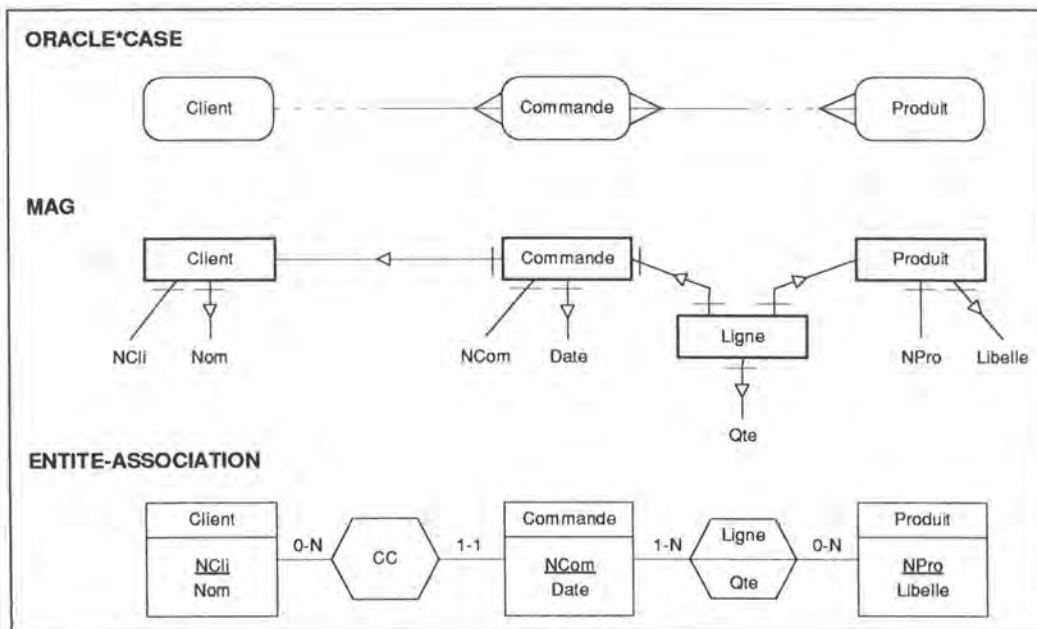 ORACLE*CASE
Client
Commande
Produit
MAG
Client
Commande
Produit
Ligne
NCli
Nom
NCom
Date
NPro
Libelle
Qte
ENTITE-ASSOCIATION
Client
Commande
Produit
0-N
CC
1-1
1-N
Ligne
0-N
NCli
Nom
NCom
Date
Qte
NPro
Libelle